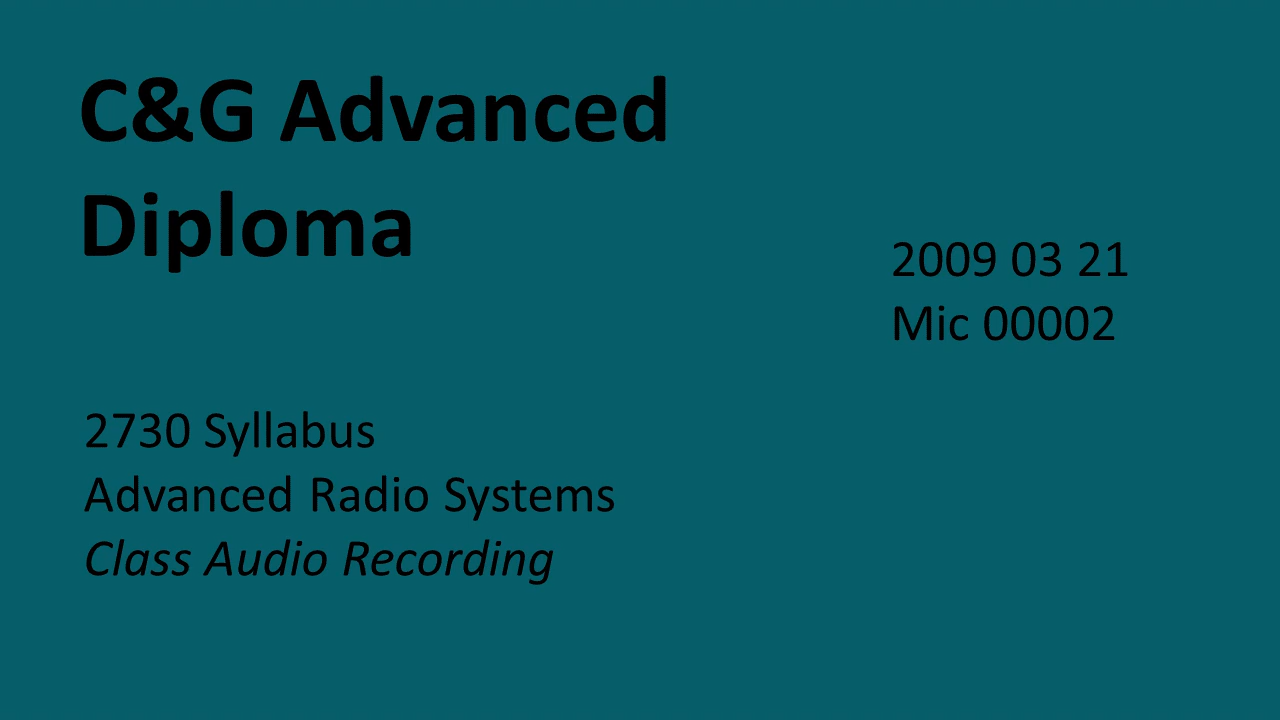 C&G Advanced
Diploma
2009 03 21
Mic 00002
2730 Syllabus
Advanced Radio Systems
Class Audio Recording